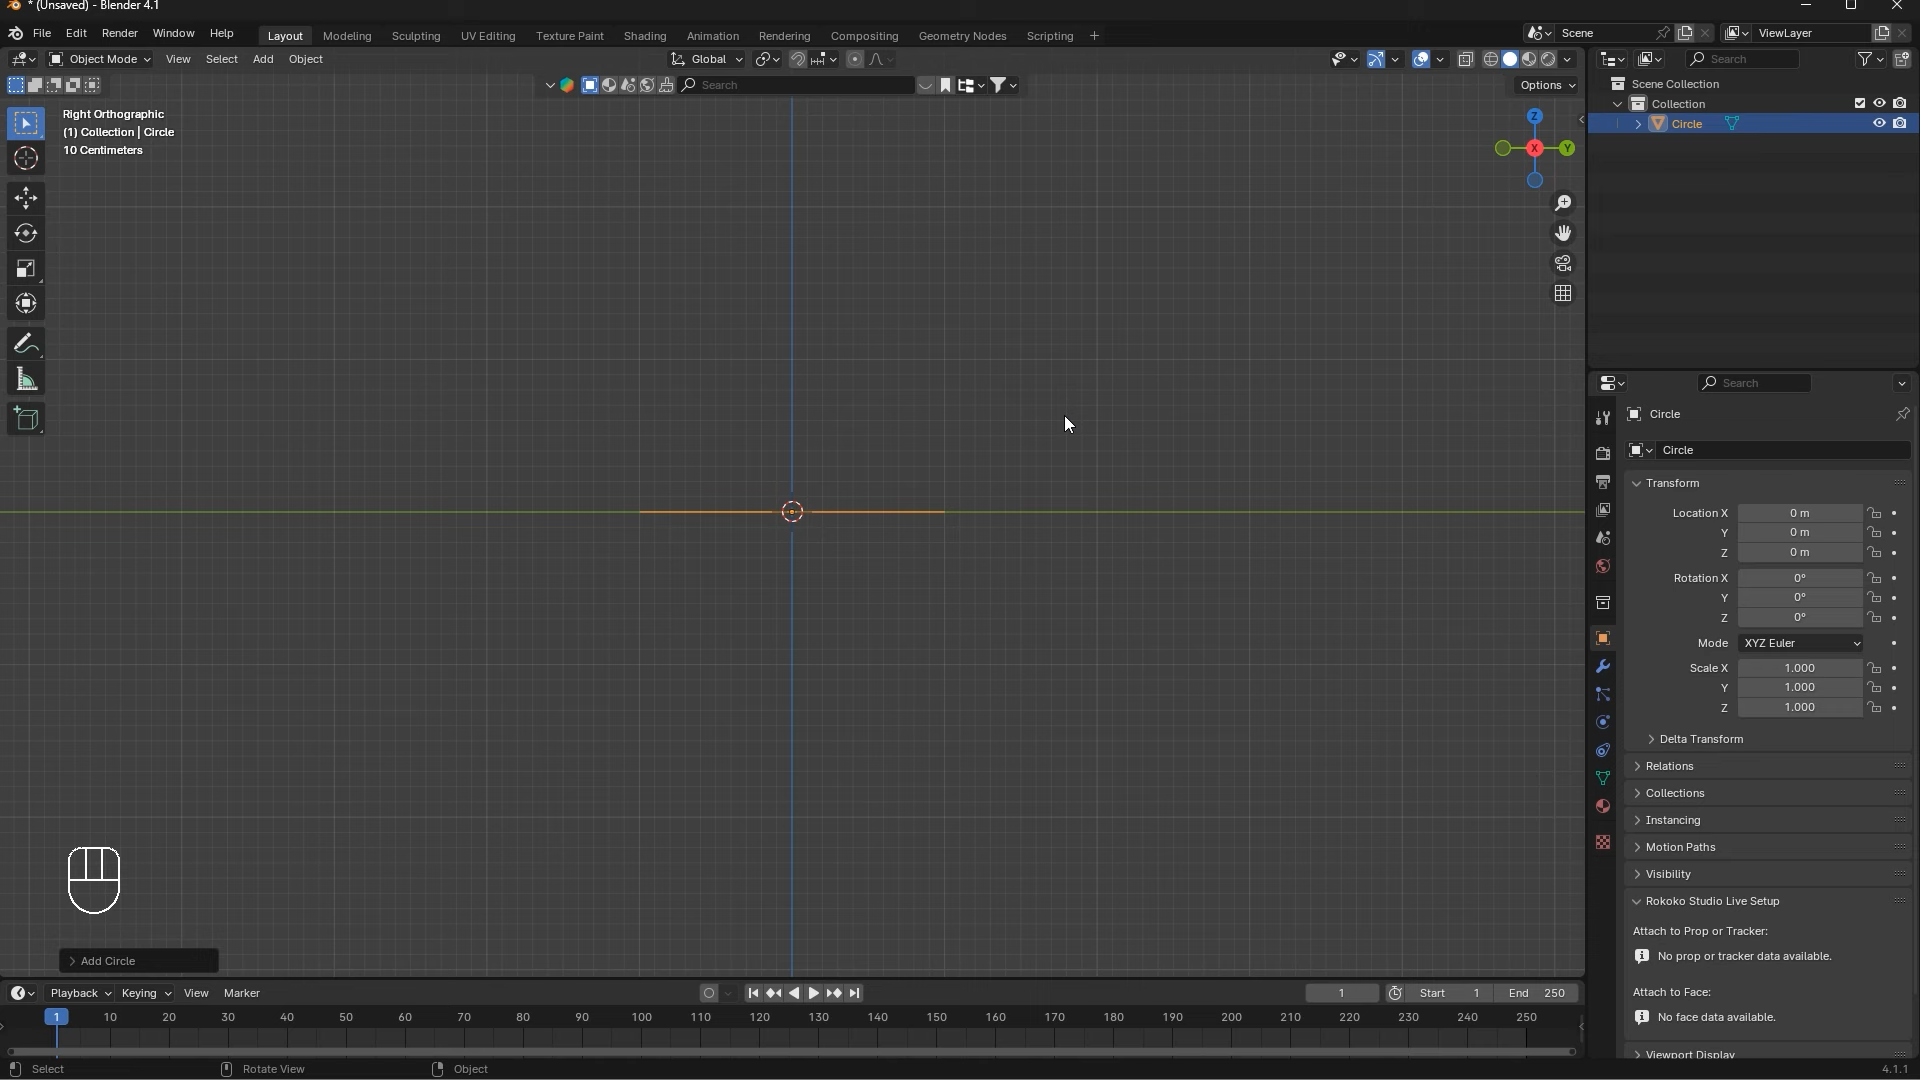 * (Unsaved) - Blender 4.1
File Edit Render Window Help Layout Modeling Sculpting UV Editing Texture Paint Shading Animation Rendering Compositing Geometry Nodes Scripting + Scene ViewLayer
Object Mode View Select Add Object Global Search
Search Options
Right Orthographic
(1) Collection | Circle
10 Centimeters
Z
X
Y
Scene Collection
Collection
Circle
Search
Circle
Circle
Transform
Location X 0 m
Y 0 m
Z 0 m
Rotation X 0°
Y 0°
Z 0°
Mode XYZ Euler
Scale X 1.000
Y 1.000
Z 1.000
Delta Transform
Relations
Collections
Instancing
Motion Paths
Visibility
Rokoko Studio Live Setup
Attach to Prop or Tracker:
No prop or tracker data available.
Attach to Face:
No face data available.
Viewport Display
Add Circle
Playback Keying View Marker 1 Start 1 End 250
1 10 20 30 40 50 60 70 80 90 100 110 120 130 140 150 160 170 180 190 200 210 220 230 240 250
Select Rotate View Object 4.1.1